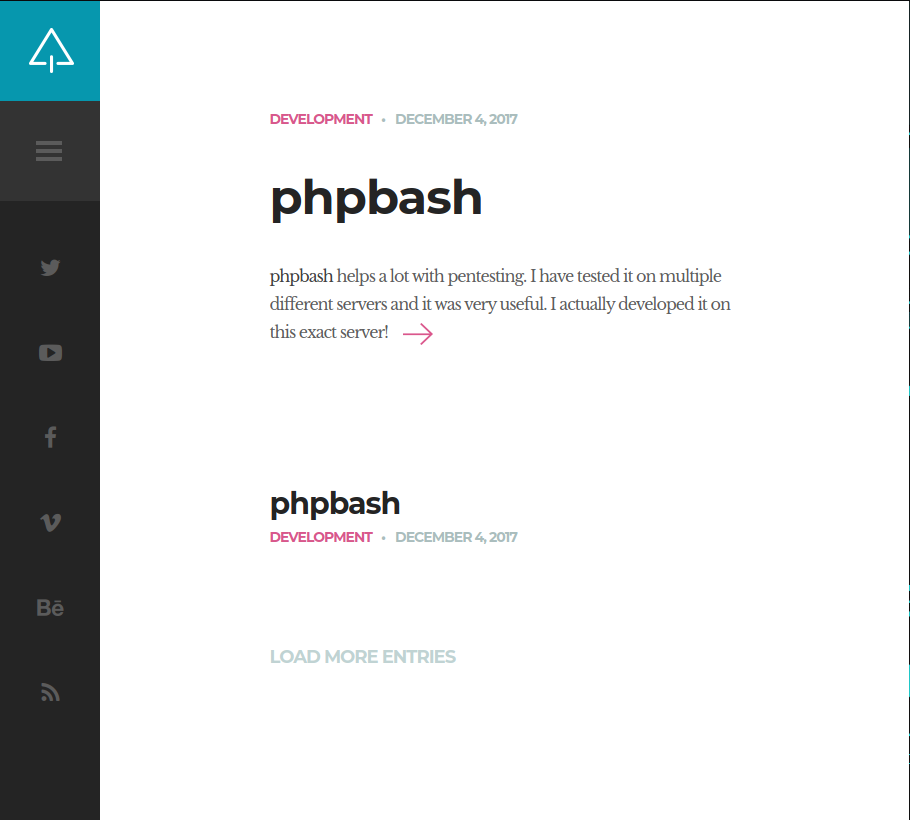 DEVELOPMENT • DECEMBER 4, 2017
phpbash
phpbash helps a lot with pentesting. I have tested it on multiple
different servers and it was very useful. I actually developed it on
this exact server!
phpbash
DEVELOPMENT • DECEMBER 4, 2017
Bē
LOAD MORE ENTRIES